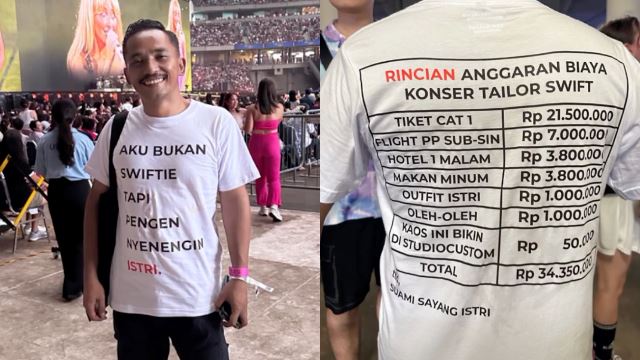 AKU BUKAN
SWIFTIE
TAPI
PENGEN
NYENENGIN
ISTRI.
RINCIAN ANGGARAN BIAYA
KONSER TAILOR SWIFT
TIKET CAT 1 Rp 21.500.000
FLIGHT PP SUB-SIN Rp 7.000.000
HOTEL 1 MALAM Rp 3.800.000
MAKAN MINUM Rp 3.800.000
OUTFIT ISTRI Rp 1.000.000
OLEH-OLEH Rp 1.000.000
KAOS INI BIKIN
DI STUDIOCUSTOM Rp 50.000
TOTAL Rp 34.350.000
SUAMI SAYANG ISTRI